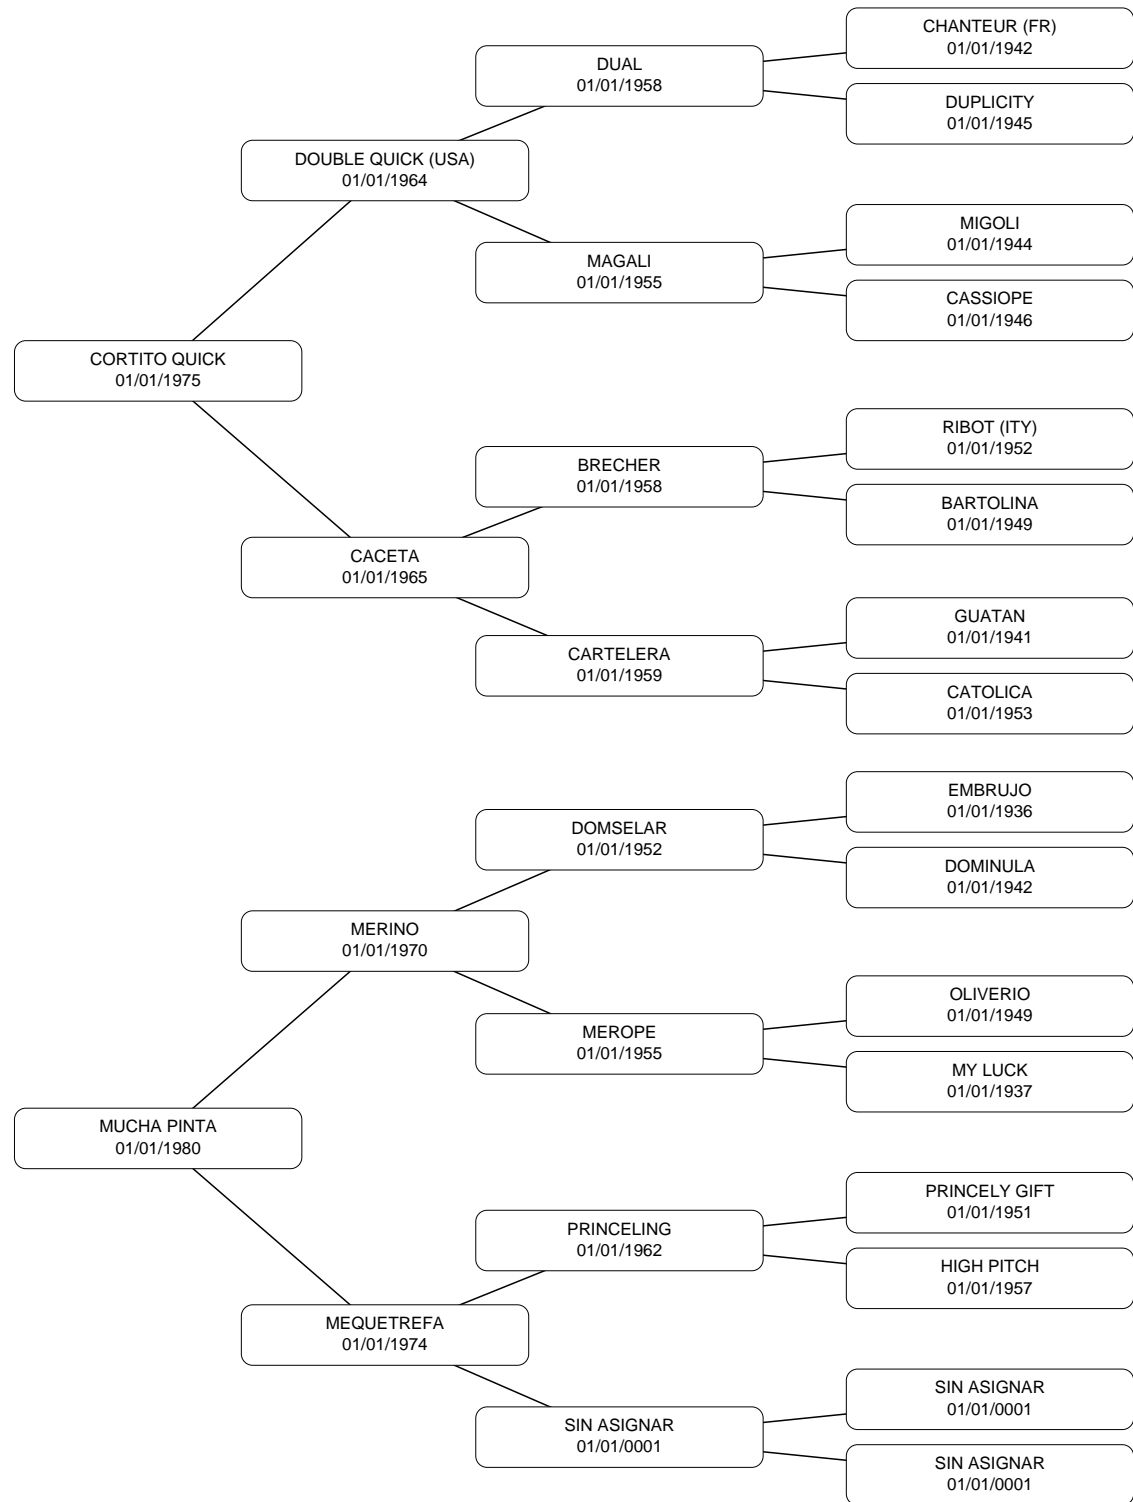 CHANTEUR (FR)
01/01/1942
DUAL
01/01/1958
DUPLICITY
01/01/1945
DOUBLE QUICK (USA)
01/01/1964
MIGOLI
01/01/1944
MAGALI
01/01/1955
CASSIOPE
01/01/1946
CORTITO QUICK
01/01/1975
RIBOT (ITY)
01/01/1952
BRECHER
01/01/1958
BARTOLINA
01/01/1949
CACETA
01/01/1965
GUATAN
01/01/1941
CARTELERA
01/01/1959
CATOLICA
01/01/1953
EMBRUJO
01/01/1936
DOMSELAR
01/01/1952
DOMINULA
01/01/1942
MERINO
01/01/1970
OLIVERIO
01/01/1949
MEROPE
01/01/1955
MY LUCK
01/01/1937
MUCHA PINTA
01/01/1980
PRINCELY GIFT
01/01/1951
PRINCELING
01/01/1962
HIGH PITCH
01/01/1957
MEQUETREFA
01/01/1974
SIN ASIGNAR
01/01/0001
SIN ASIGNAR
01/01/0001
SIN ASIGNAR
01/01/0001